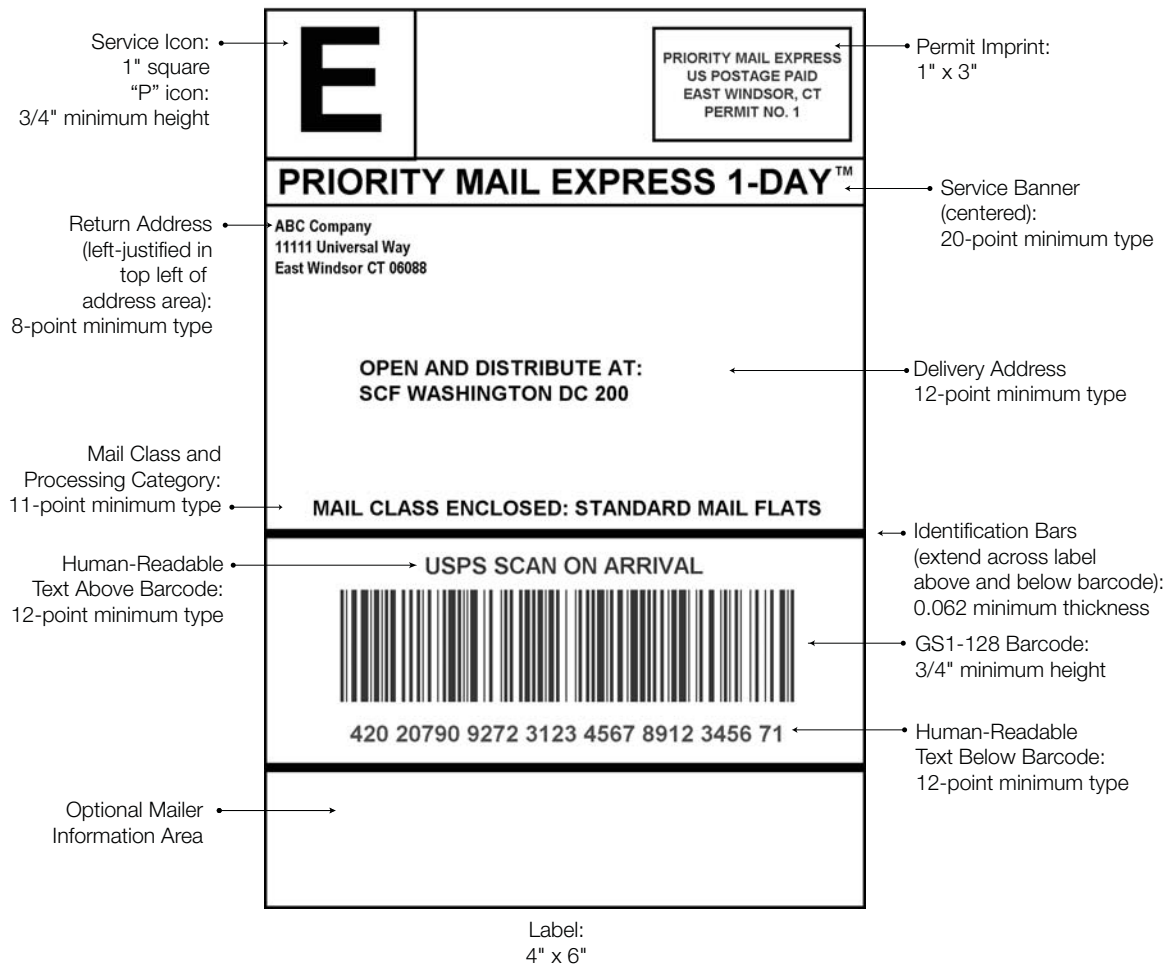 Service Icon:
1" square
“P” icon:
3/4" minimum height
E
PRIORITY MAIL EXPRESS
US POSTAGE PAID
EAST WINDSOR, CT
PERMIT NO. 1
Permit Imprint:
1" x 3"
PRIORITY MAIL EXPRESS 1-DAY™
Service Banner
(centered):
20-point minimum type
Return Address
(left-justified in
top left of
address area):
8-point minimum type
ABC Company
11111 Universal Way
East Windsor CT 06088
OPEN AND DISTRIBUTE AT:
SCF WASHINGTON DC 200
Delivery Address
12-point minimum type
Mail Class and
Processing Category:
11-point minimum type
MAIL CLASS ENCLOSED: STANDARD MAIL FLATS
Identification Bars
(extend across label
above and below barcode):
0.062 minimum thickness
Human-Readable
Text Above Barcode:
12-point minimum type
USPS SCAN ON ARRIVAL
GS1-128 Barcode:
3/4" minimum height
420 20790 9272 3123 4567 8912 3456 71
Human-Readable
Text Below Barcode:
12-point minimum type
Optional Mailer
Information Area
Label:
4" x 6"